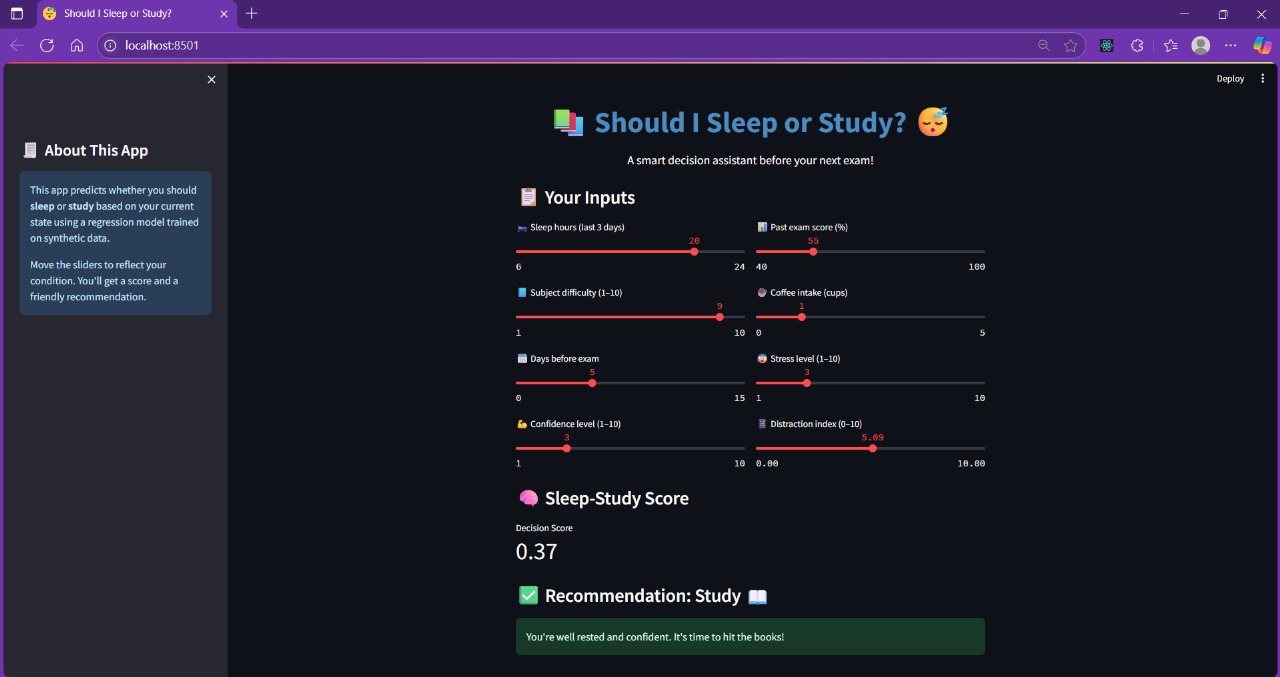 Should I Sleep or Study?
localhost:8501
Deploy
About This App
This app predicts whether you should
sleep or study based on your current
state using a regression model trained
on synthetic data.
Move the sliders to reflect your
condition. You'll get a score and a
friendly recommendation.
Should I Sleep or Study?
A smart decision assistant before your next exam!
Your Inputs
Sleep hours (last 3 days)
20
6 24
Past exam score (%)
55
40 100
Subject difficulty (1–10)
9
1 10
Coffee intake (cups)
1
0 5
Days before exam
5
0 15
Stress level (1–10)
3
1 10
Confidence level (1–10)
3
1 10
Distraction index (0–10)
5.09
0.00 10.00
Sleep-Study Score
Decision Score
0.37
Recommendation: Study
You're well rested and confident. It's time to hit the books!